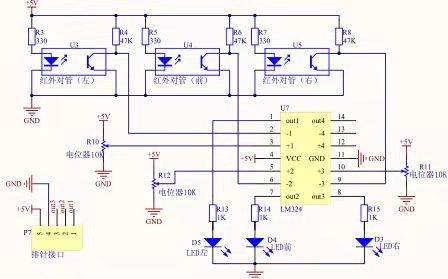 +5V
R3 R4 R5 R6 R7 R8
330 47K 330 47K 330 47K
U3 U4 U5
红外对管（左） 红外对管（前） 红外对管（右）
GND
U7
+5V
R10
电位器10K
GND
1 out1 out4 14
2 -1 -4 13
3 +1 +4 12
+5V 4 VCC GND 11 GND
5 +2 +3 10
6 -2 -3 9
7 out2 out3 8
LM324
+5V
R12
电位器10K
GND
+5V
R11
电位器10K
GND
GND
+5V
out3
out2
out1
P7
5 4 3 2 1
排针接口
R13 R14 R15
1K 1K 1K
D5 D4 D3
LED左 LED前 LED右
GND